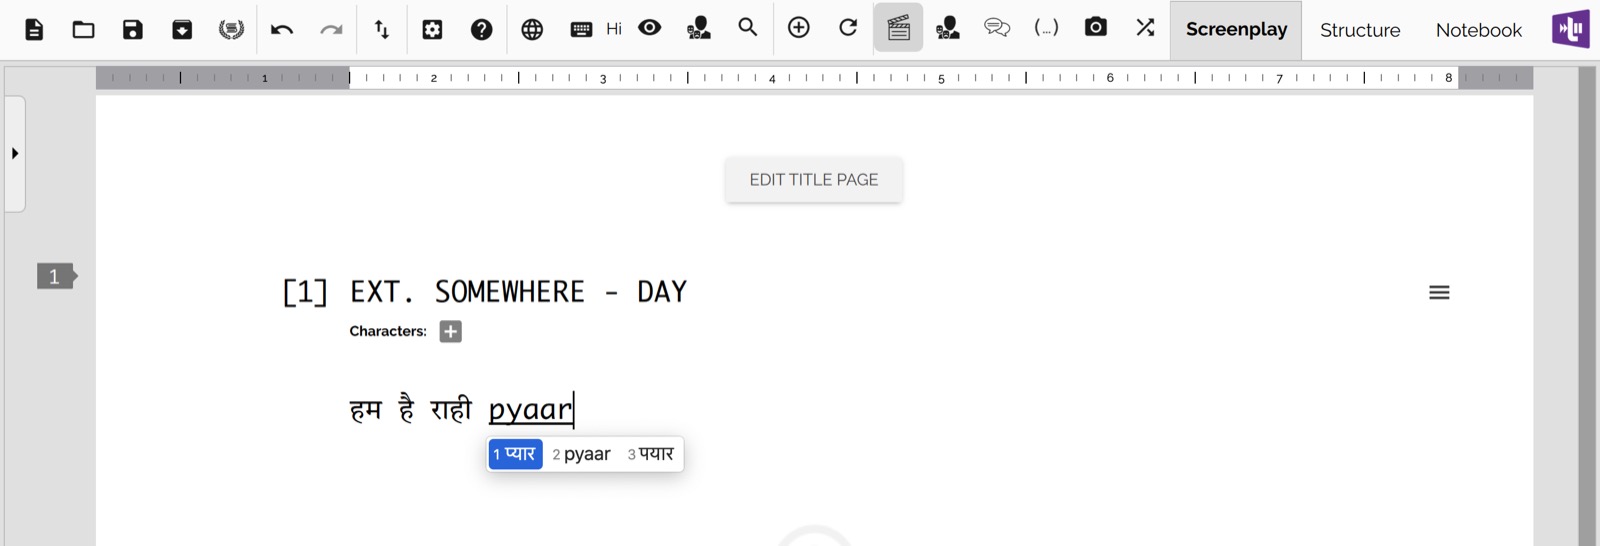 Hi (...) Screenplay Structure Notebook
1 2 3 4 5 6 7 8
EDIT TITLE PAGE
1
[1] EXT. SOMEWHERE - DAY
Characters: +
हम है राही pyaar
1 प्यार 2 pyaar 3 पयार